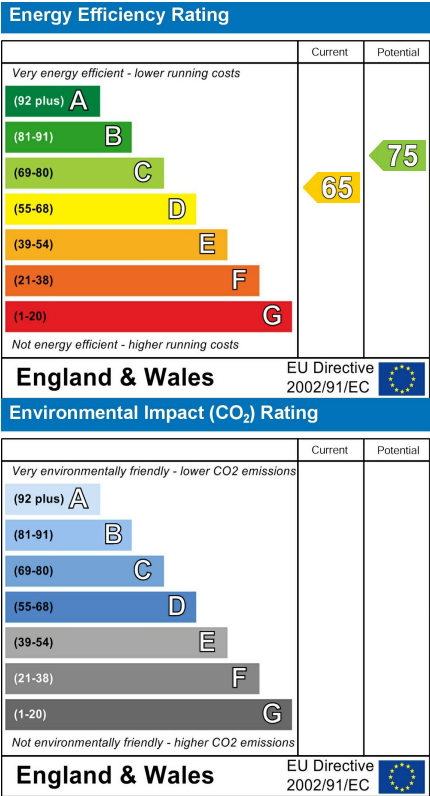 Energy Efficiency Rating
Current Potential
Very energy efficient - lower running costs
(92 plus) A
(81-91) B
(69-80) C
(55-68) D
(39-54) E
(21-38) F
(1-20) G
65
75
Not energy efficient - higher running costs
England & Wales
EU Directive
2002/91/EC
Environmental Impact (CO₂) Rating
Current Potential
Very environmentally friendly - lower CO2 emissions
(92 plus) A
(81-91) B
(69-80) C
(55-68) D
(39-54) E
(21-38) F
(1-20) G
Not environmentally friendly - higher CO2 emissions
England & Wales
EU Directive
2002/91/EC